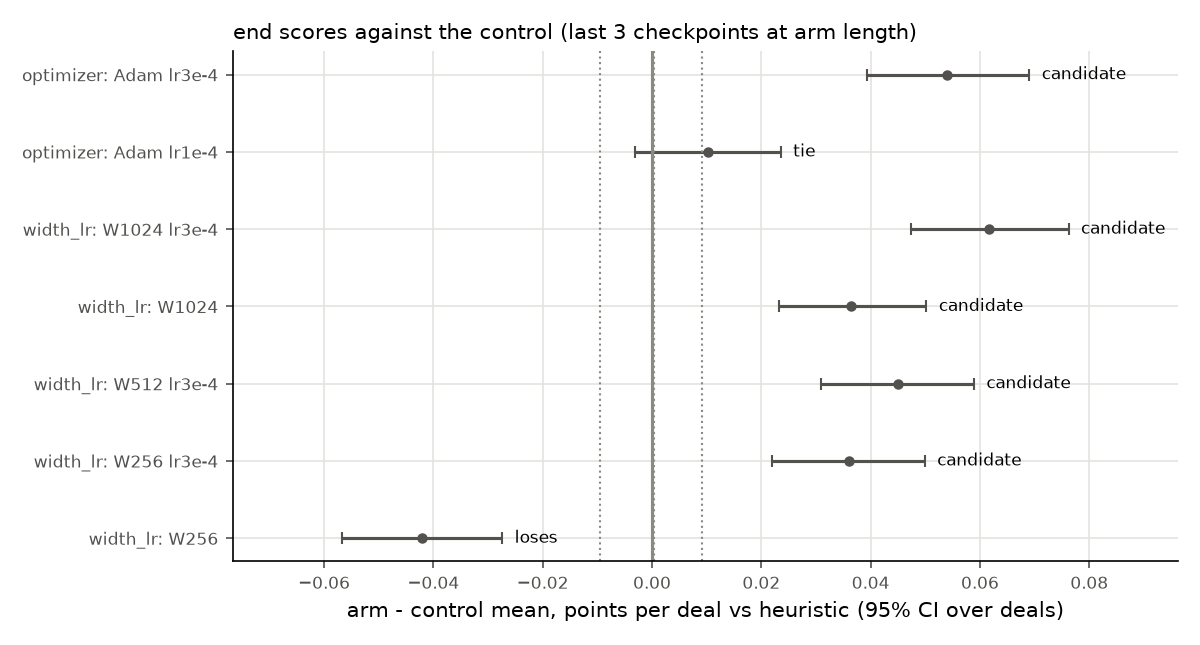 end scores against the control (last 3 checkpoints at arm length)
optimizer: Adam lr3e-4
candidate
optimizer: Adam lr1e-4
tie
width_lr: W1024 lr3e-4
candidate
width_lr: W1024
candidate
width_lr: W512 lr3e-4
candidate
width_lr: W256 lr3e-4
candidate
width_lr: W256
loses
−0.06 −0.04 −0.02 0.00 0.02 0.04 0.06 0.08
arm - control mean, points per deal vs heuristic (95% CI over deals)